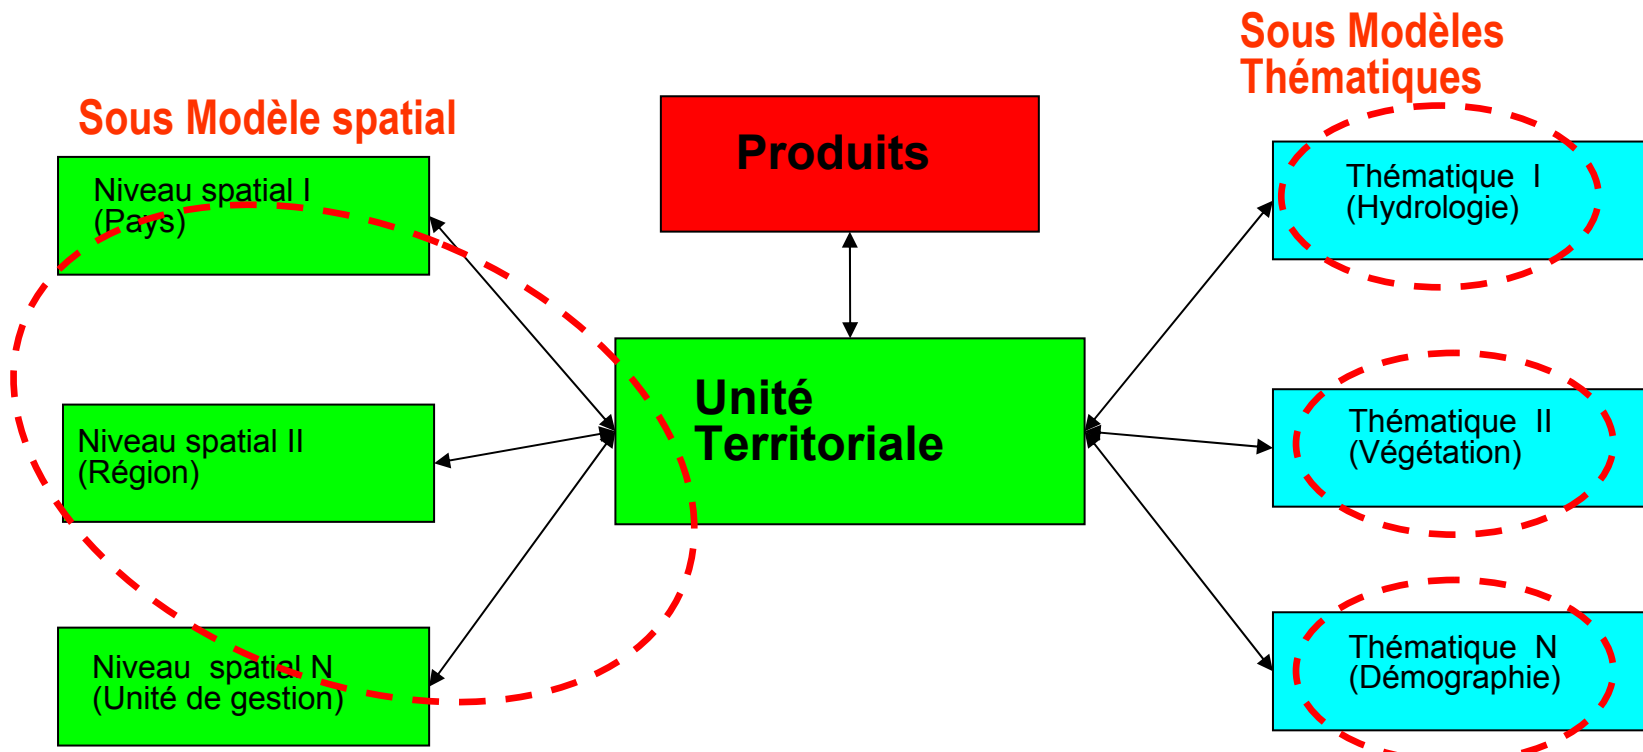 Sous Modèle spatial
Niveau spatial I
(Pays)
Niveau spatial II
(Région)
Niveau spatial N
(Unité de gestion)
Produits
Unité
Territoriale
Sous Modèles
Thématiques
Thématique I
(Hydrologie)
Thématique II
(Végétation)
Thématique N
(Démographie)